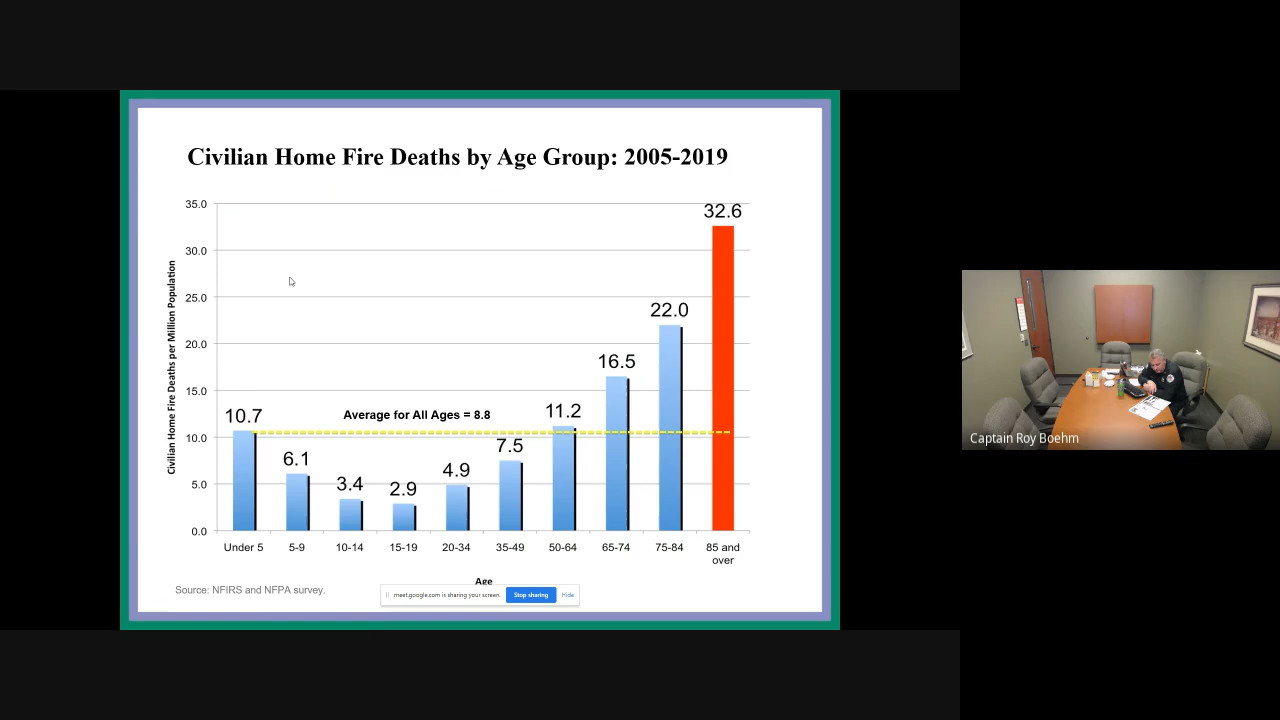 Civilian Home Fire Deaths by Age Group: 2005-2019
Civilian Home Fire Deaths per Million Population
35.0
30.0
25.0
20.0
15.0
10.0
5.0
0.0
10.7
6.1
3.4
2.9
4.9
7.5
11.2
16.5
22.0
32.6
Average for All Ages = 8.8
Under 5
5-9
10-14
15-19
20-34
35-49
50-64
65-74
75-84
85 and
over
Age
Source: NFIRS and NFPA survey.
meet.google.com is sharing your screen.
Stop sharing
Hide
Captain Roy Boehm